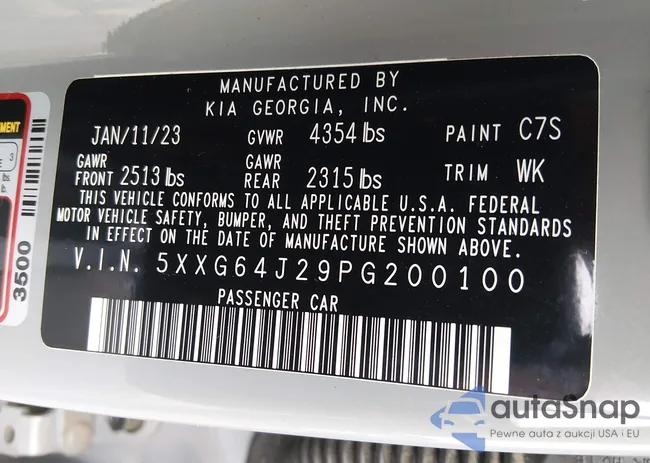 MANUFACTURED BY
KIA GEORGIA, INC.
JAN/11/23 GVWR 4354 lbs PAINT C7S
GAWR FRONT 2513 lbs GAWR REAR 2315 lbs TRIM WK
THIS VEHICLE CONFORMS TO ALL APPLICABLE U.S.A. FEDERAL
MOTOR VEHICLE SAFETY, BUMPER, AND THEFT PREVENTION STANDARDS
IN EFFECT ON THE DATE OF MANUFACTURE SHOWN ABOVE.
V.I.N. 5XXG64J29PG200100
PASSENGER CAR
3500
autaSnap
Pewne auta z aukcji USA i EU